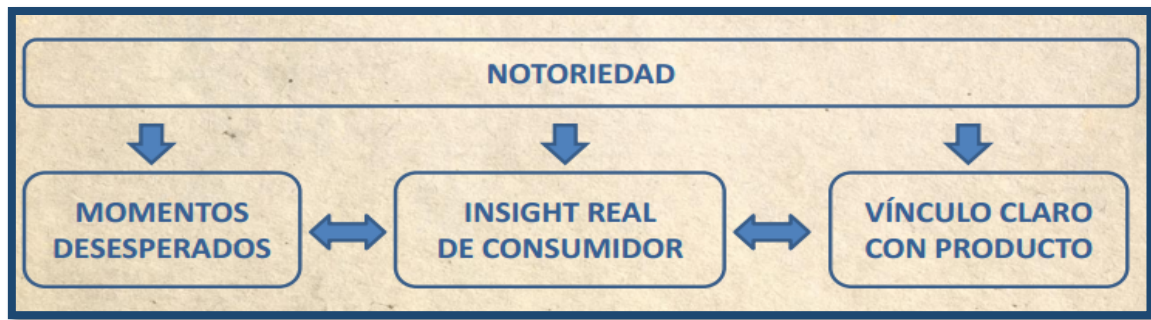 NOTORIEDAD
MOMENTOS
DESESPERADOS
INSIGHT REAL
DE CONSUMIDOR
VÍNCULO CLARO
CON PRODUCTO